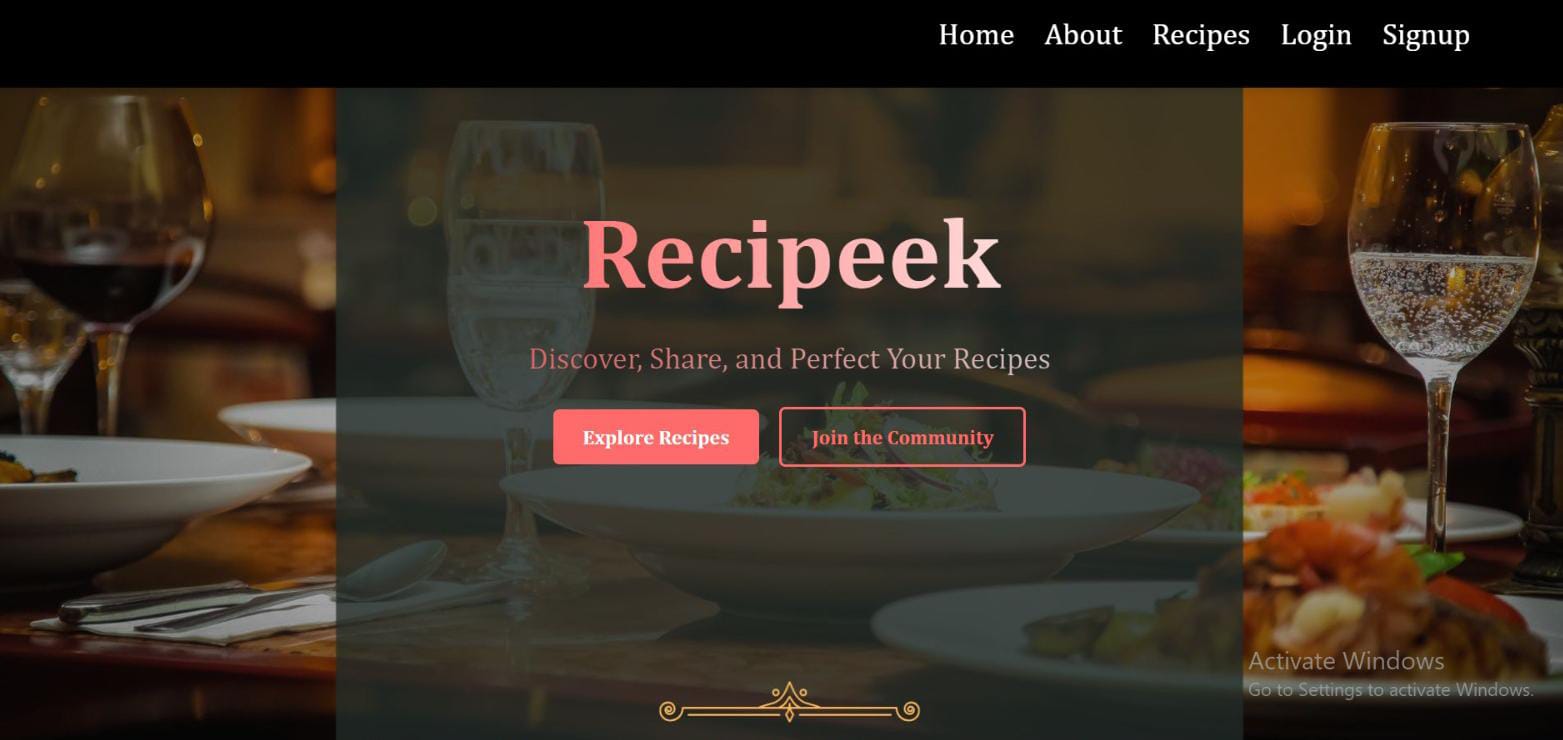 Home About Recipes Login Signup
Recipeek
Discover, Share, and Perfect Your Recipes
Explore Recipes Join the Community
Activate Windows
Go to Settings to activate Windows.